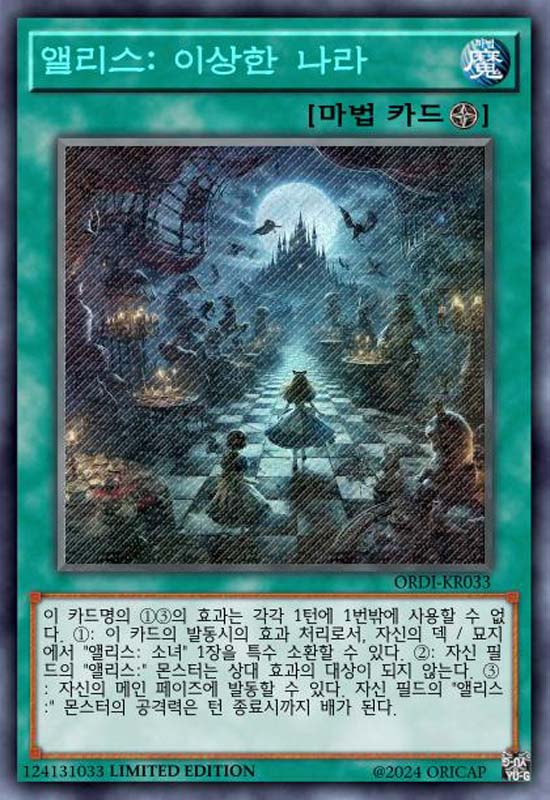 앨리스: 이상한 나라
마법
魔
[마법 카드]
ORDI-KR033
이 카드명의 ①③의 효과는 각각 1턴에 1번밖에 사용할 수 없
다. ①: 이 카드의 발동시의 효과 처리로서, 자신의 덱 / 묘지
에서 "앨리스: 소녀" 1장을 특수 소환할 수 있다. ②: 자신 필
드의 "앨리스:" 몬스터는 상대 효과의 대상이 되지 않는다. ③
: 자신의 메인 페이즈에 발동할 수 있다. 자신 필드의 "앨리스
:" 몬스터의 공격력은 턴 종료시까지 배가 된다.
124131033 LIMITED EDITION
©2024 ORICAP